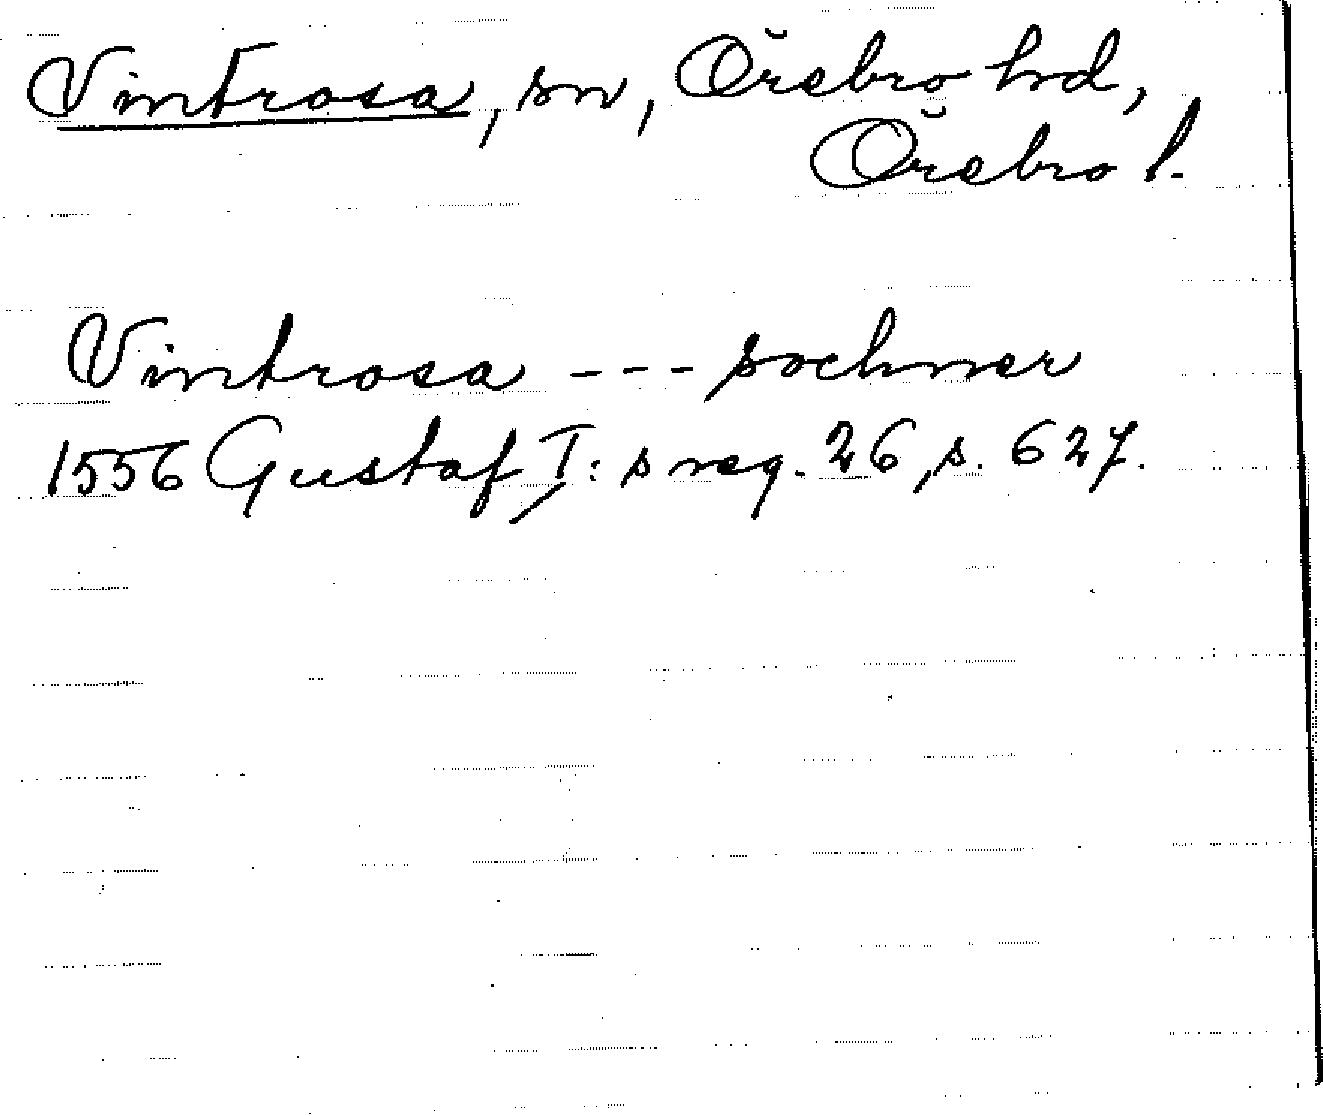 Vintrosa, sn, Örebro hd,
Örebro l.
Vintrosa --- sochner
1556 Gustaf I:s reg. 26, s. 627.